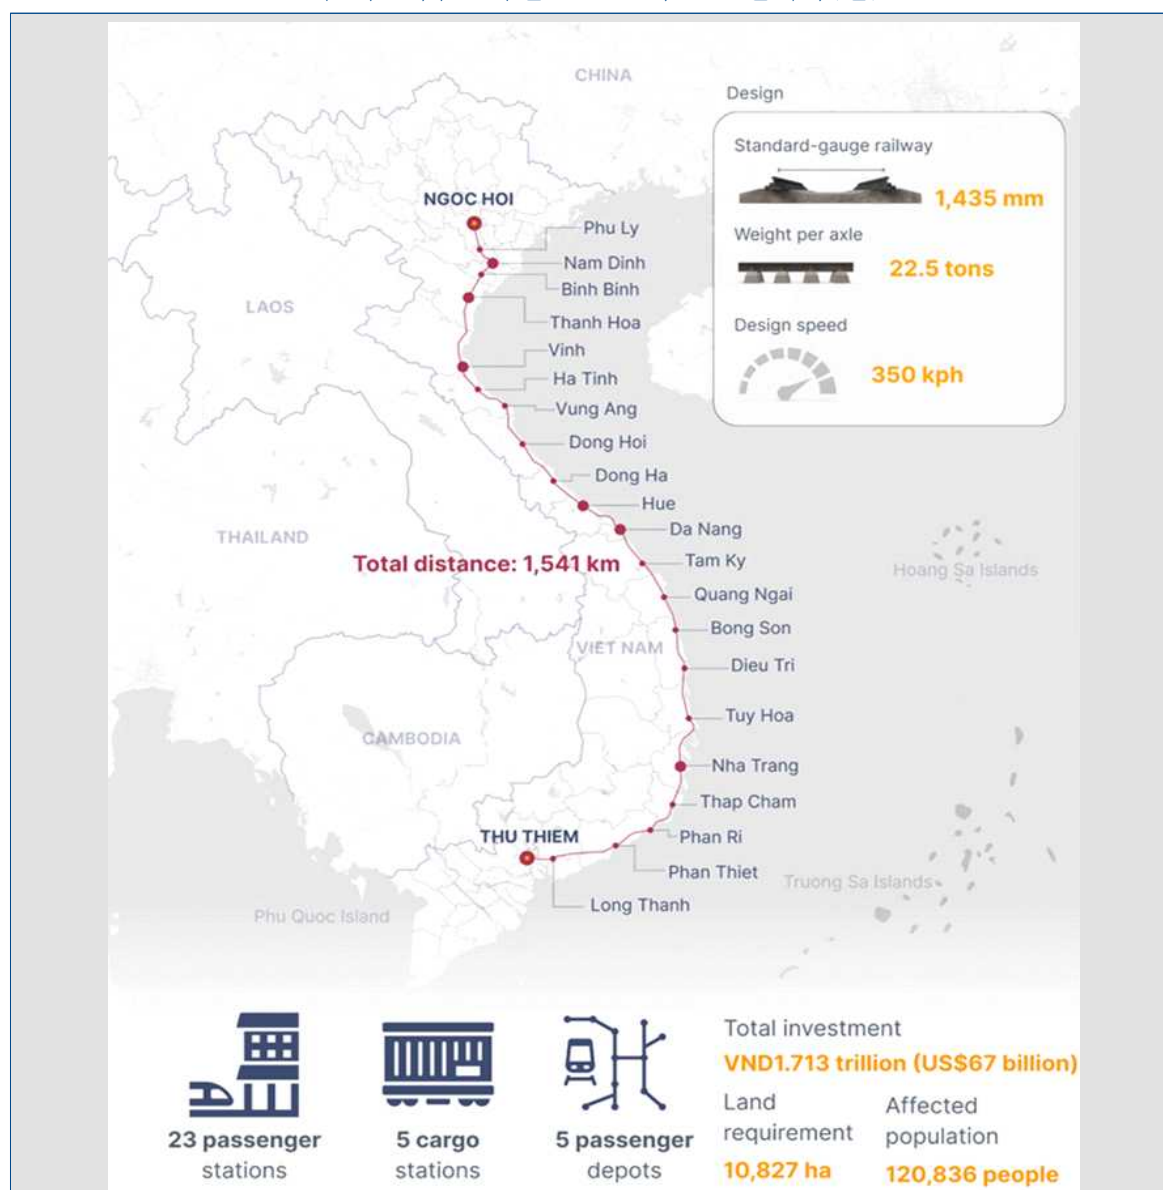 CHINA
Design
Standard-gauge railway
1,435 mm
Weight per axle
22.5 tons
Design speed
350 kph
NGOC HOI
Phu Ly
Nam Dinh
Binh Binh
LAOS
Thanh Hoa
Vinh
Ha Tinh
Vung Ang
Dong Hoi
Dong Ha
Hue
Da Nang
THAILAND
Total distance: 1,541 km
Tam Ky
Hoang Sa Islands
Quang Ngai
Bong Son
VIET NAM
Dieu Tri
Tuy Hoa
CAMBODIA
Nha Trang
Thap Cham
THU THIEM
Phan Ri
Phan Thiet
Truong Sa Islands
Long Thanh
Phu Quoc Island
23 passenger
stations
5 cargo
stations
5 passenger
depots
Total investment
VND1.713 trillion (US$67 billion)
Land
requirement
10,827 ha
Affected
population
120,836 people